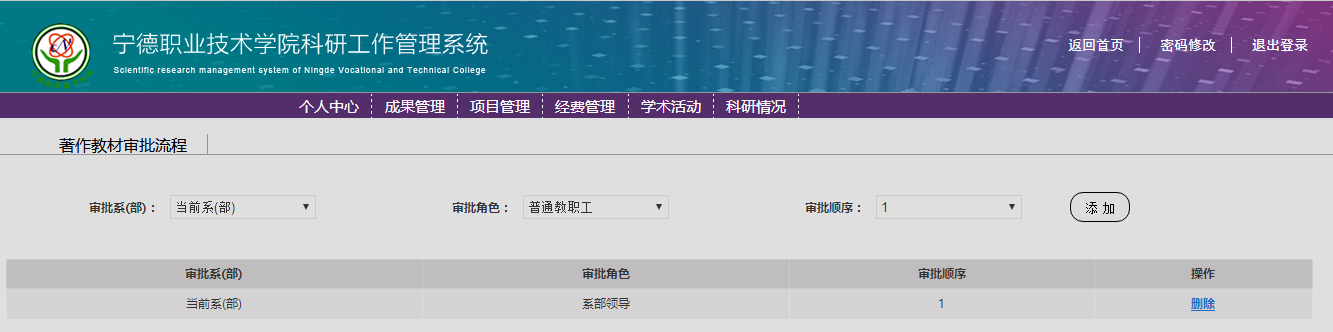 宁德职业技术学院科研工作管理系统
Scientific research management system of Ningde Vocational and Technical College
返回首页 密码修改 退出登录
个人中心 成果管理 项目管理 经费管理 学术活动 科研情况
著作教材审批流程
审批系(部)： 当前系(部) 审批角色： 普通教职工 审批顺序： 1 添 加
审批系(部) 审批角色 审批顺序 操作
当前系(部) 系部领导 1 删除